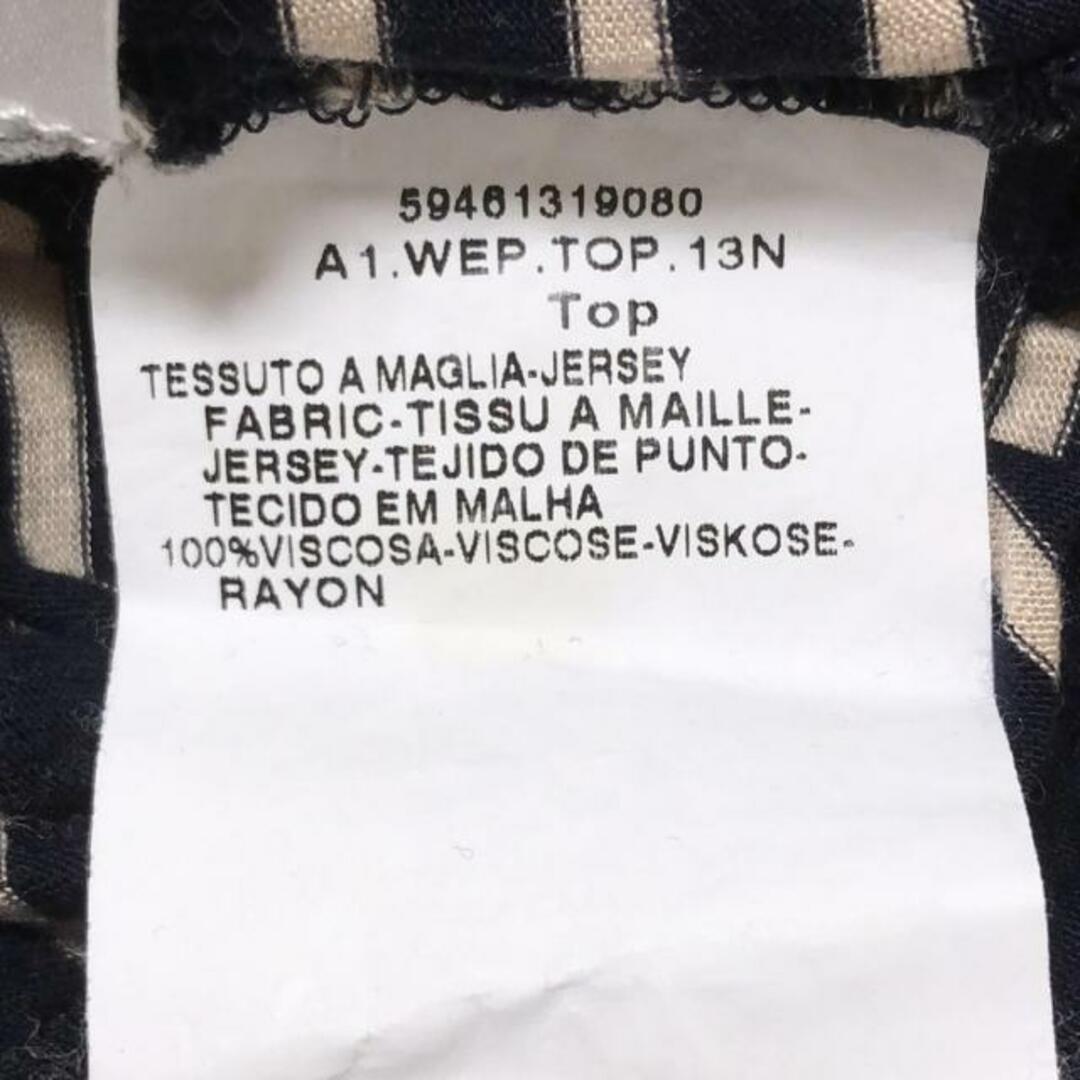 59461319080
A1.WEP.TOP.13N
Top
TESSUTO A MAGLIA-JERSEY
FABRIC-TISSU A MAILLE-
JERSEY-TEJIDO DE PUNTO-
TECIDO EM MALHA
100%VISCOSA-VISCOSE-VISKOSE-
RAYON